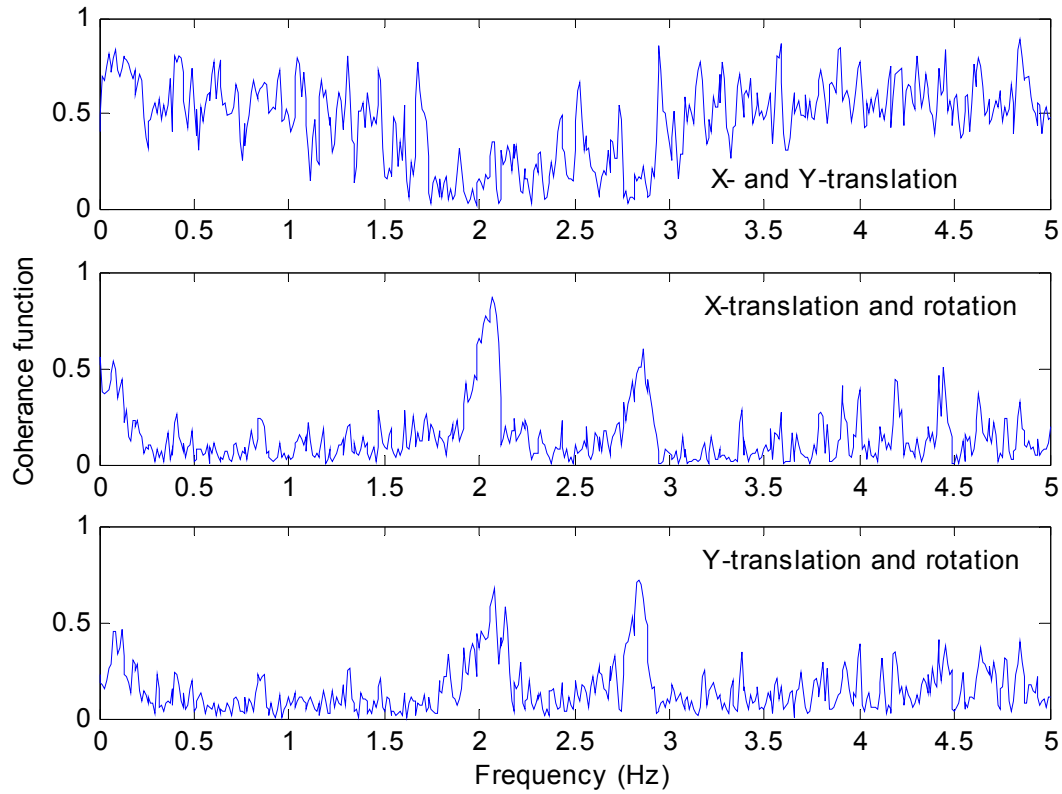 1
0.5
0
X- and Y-translation
0 0.5 1 1.5 2 2.5 3 3.5 4 4.5 5
Coherance function
1
0.5
0
X-translation and rotation
0 0.5 1 1.5 2 2.5 3 3.5 4 4.5 5
1
0.5
0
Y-translation and rotation
0 0.5 1 1.5 2 2.5 3 3.5 4 4.5 5
Frequency (Hz)